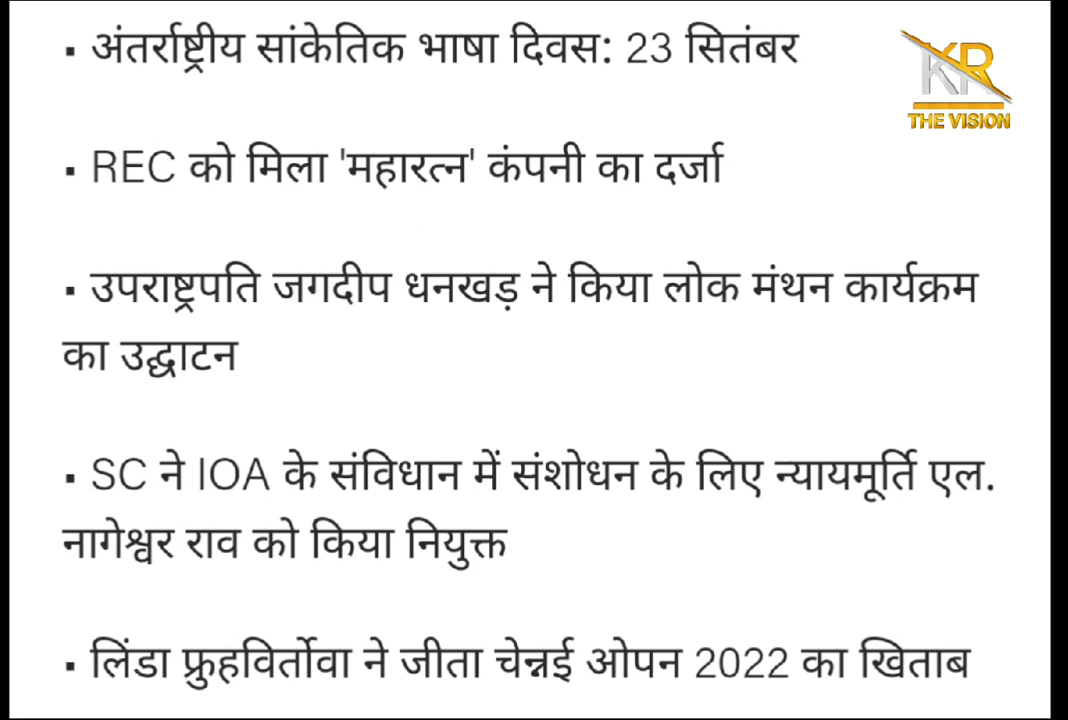 ▪ अंतर्राष्ट्रीय सांकेतिक भाषा दिवस: 23 सितंबर
KR
THE VISION
▪ REC को मिला 'महारत्न' कंपनी का दर्जा
▪ उपराष्ट्रपति जगदीप धनखड़ ने किया लोक मंथन कार्यक्रम
का उद्घाटन
▪ SC ने IOA के संविधान में संशोधन के लिए न्यायमूर्ति एल.
नागेश्वर राव को किया नियुक्त
▪ लिंडा फ्रुहविर्तोवा ने जीता चेन्नई ओपन 2022 का खिताब